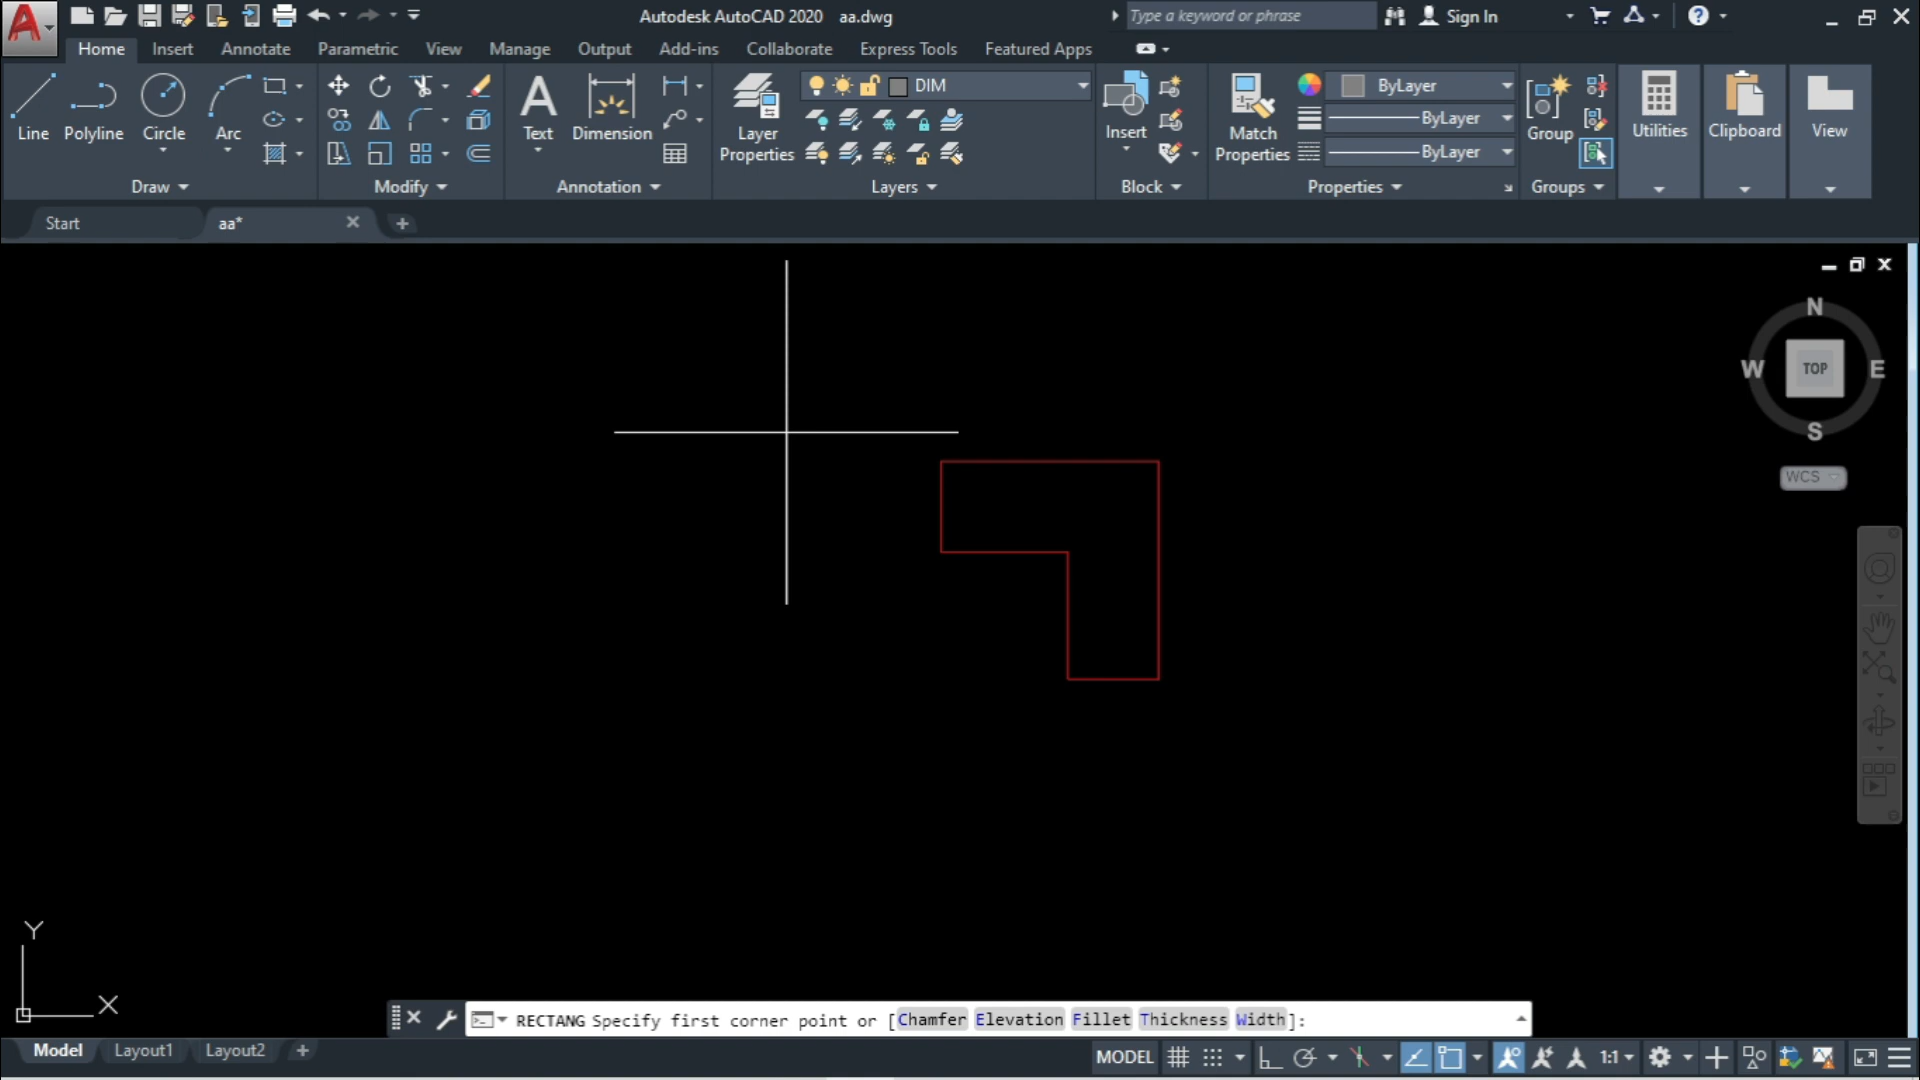 Autodesk AutoCAD 2020 aa.dwg
Type a keyword or phrase
Sign In
Home Insert Annotate Parametric View Manage Output Add-ins Collaborate Express Tools Featured Apps
DIM
ByLayer
ByLayer
ByLayer
Line Polyline Circle Arc
Text Dimension
Layer Properties
Insert
Match Properties
Group
Utilities Clipboard View
Draw Modify Annotation Layers Block Properties Groups
Start aa*
N
W TOP E
S
WCS
Y
X
RECTANG Specify first corner point or [Chamfer Elevation Fillet Thickness Width]:
Model Layout1 Layout2
MODEL 1:1